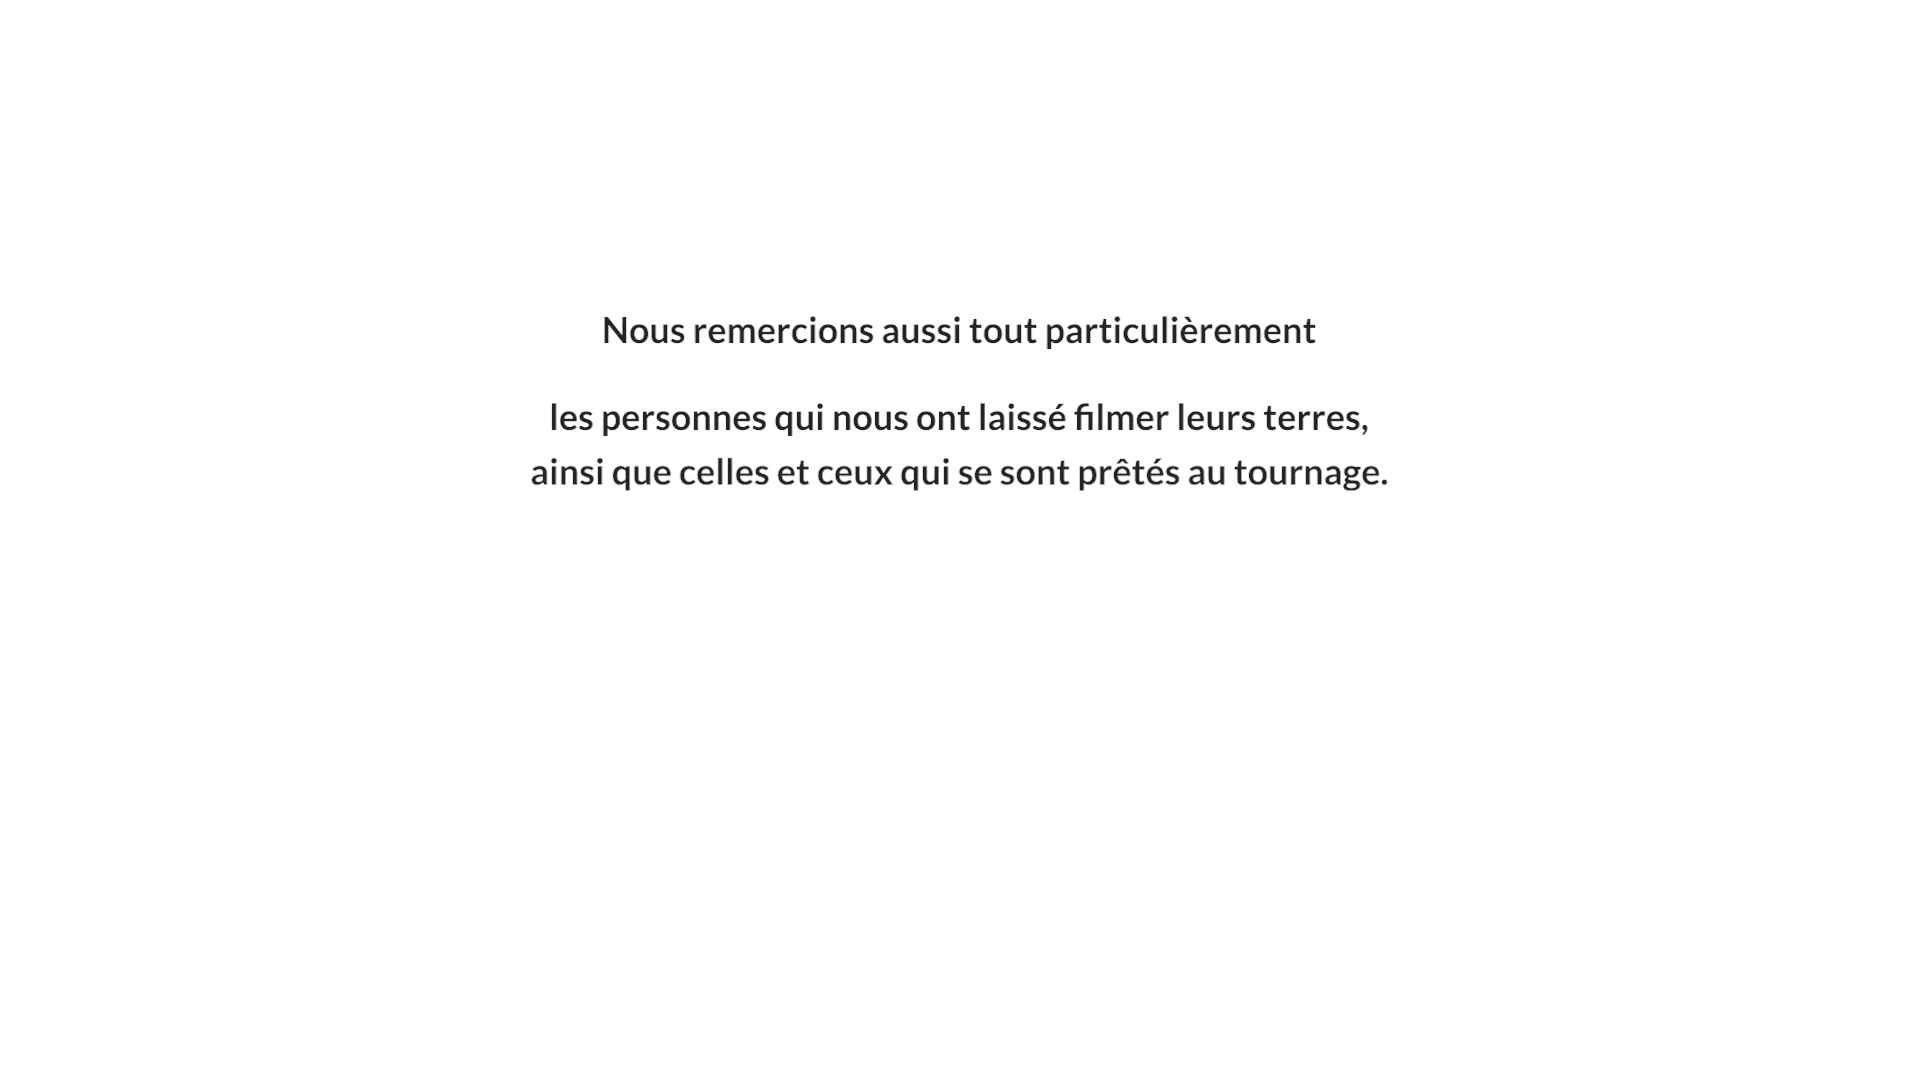 Nous remercions aussi tout particulièrement
les personnes qui nous ont laissé filmer leurs terres,
ainsi que celles et ceux qui se sont prêtés au tournage.